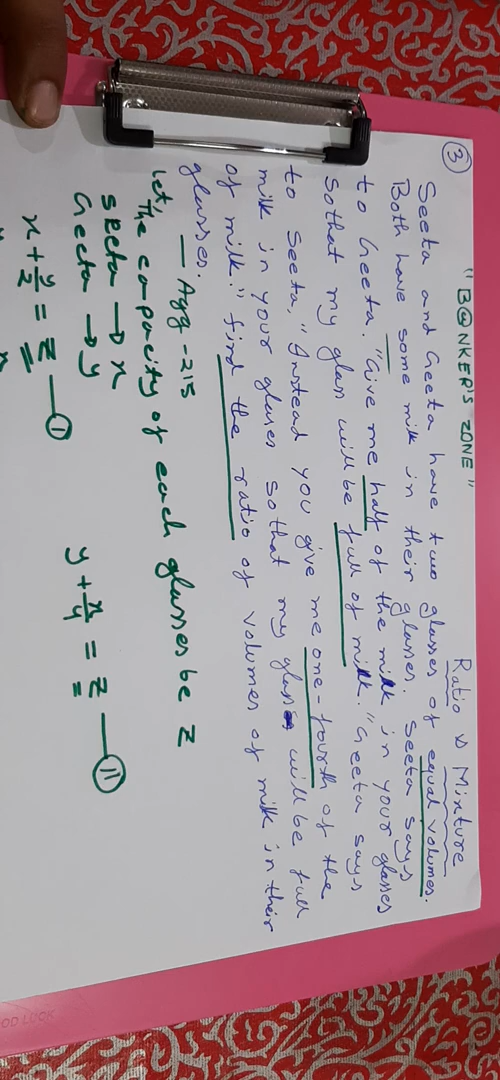 "B@NKER'S ZONE"
Ratio & Mixture
③ Seeta and Geeta have two glasses of equal volumes.
Both have some milk in their glasses. Seeta says
to Geeta. "Give me half of the milk in your glasses
So that my glass will be full of milk." Geeta says
to Seeta, "Instead you give me one-fourth of the
milk in your glasses so that my glass will be full
of milk." find the ratio of volumes of milk in their
glasses.
— Agg-215
Let, The capacity of each glasses be z
Seeta → x
Geeta → y
x + y/2 = z — ①
y + x/4 = z — ②
OD LUCK